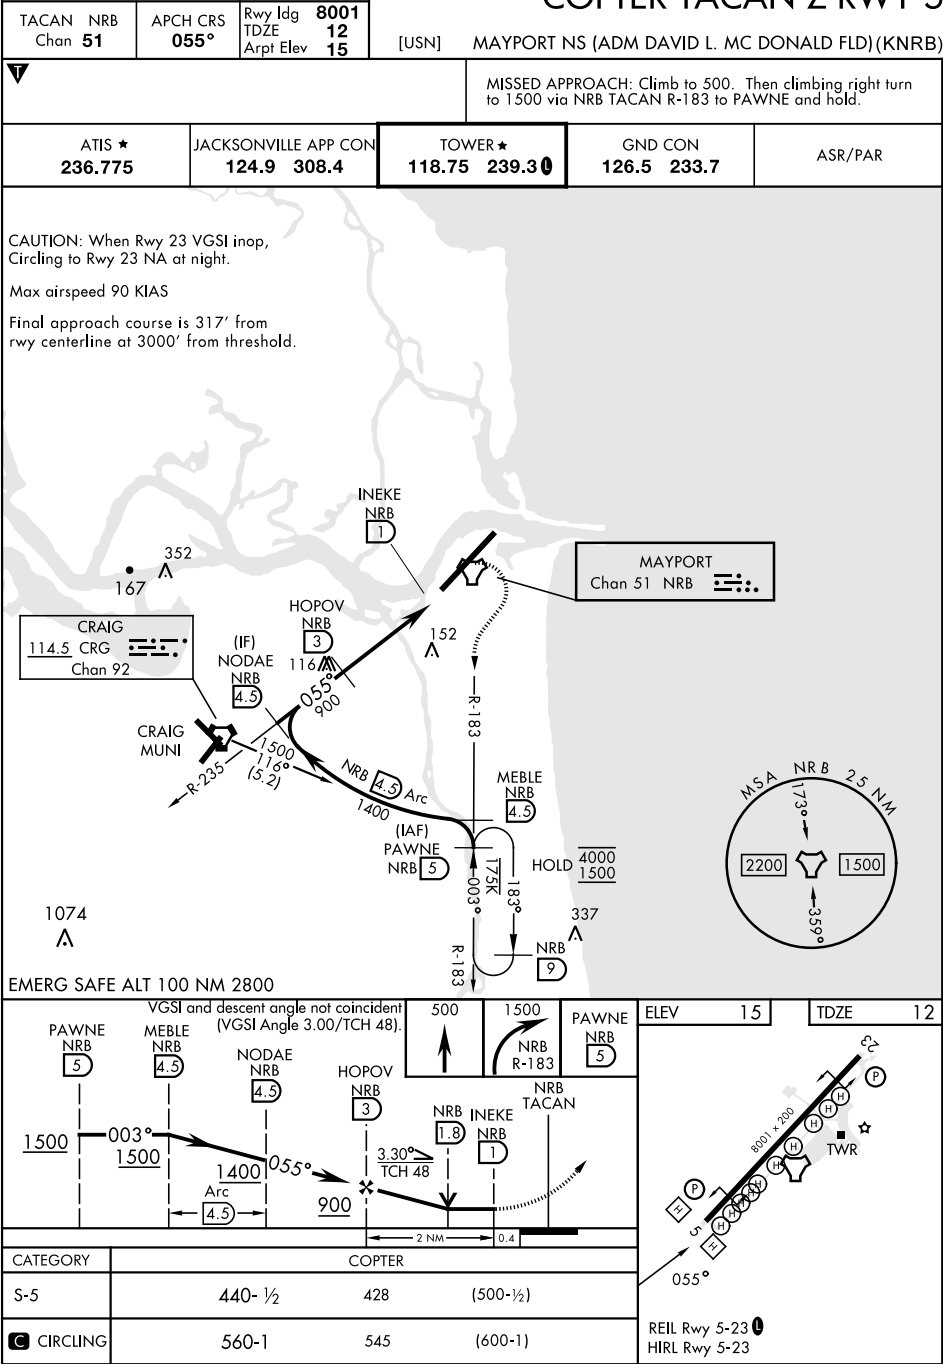 COPTER TACAN Z RWY 5
TACAN NRB
Chan 51
APCH CRS
055°
Rwy ldg 8001
TDZE 12
Arpt Elev 15
[USN]
MAYPORT NS (ADM DAVID L. MC DONALD FLD) (KNRB)
T
MISSED APPROACH: Climb to 500. Then climbing right turn
to 1500 via NRB TACAN R-183 to PAWNE and hold.
ATIS ★
236.775
JACKSONVILLE APP CON
124.9 308.4
TOWER ★
118.75 239.3 L
GND CON
126.5 233.7
ASR/PAR
CAUTION: When Rwy 23 VGSI inop,
Circling to Rwy 23 NA at night.
Max airspeed 90 KIAS
Final approach course is 317' from
rwy centerline at 3000' from threshold.
INEKE
NRB
1
352
167
MAYPORT
Chan 51 NRB
HOPOV
NRB
3
CRAIG
114.5 CRG
Chan 92
(IF)
NODAE
NRB
4.5
116
152
055°
900
R-183
CRAIG
MUNI
1500
116°
(5.2)
R-235
NRB 4.5 Arc
1400
MEBLE
NRB
4.5
(IAF)
PAWNE
NRB 5
HOLD 4000
1500
175K
003°
183°
MSA NRB 25 NM
173°
2200
1500
359°
1074
337
R-183
NRB
9
EMERG SAFE ALT 100 NM 2800
VGSI and descent angle not coincident
(VGSI Angle 3.00/TCH 48).
500
1500
NRB
R-183
PAWNE
NRB
5
ELEV 15
TDZE 12
PAWNE
NRB
5
MEBLE
NRB
4.5
NODAE
NRB
4.5
HOPOV
NRB
3
NRB
1.8
INEKE
NRB
1
NRB
TACAN
1500
003°
1500
1400
055°
3.30°
TCH 48
900
Arc
4.5
2 NM
0.4
23
P
H
H
H
8001 x 200
TWR
H
H
P
H
H
H
H
H
H
H
5
H
055°
CATEGORY COPTER
S-5 440-½ 428 (500-½)
C CIRCLING 560-1 545 (600-1)
REIL Rwy 5-23 L
HIRL Rwy 5-23